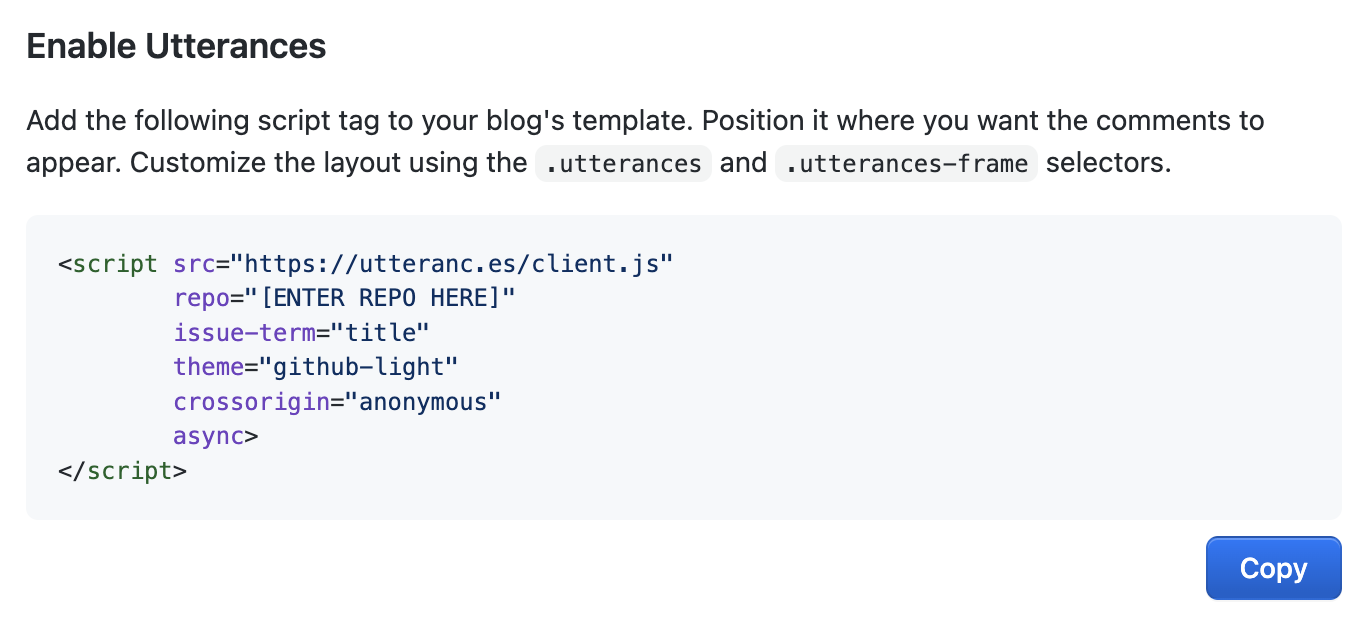 Enable Utterances
Add the following script tag to your blog's template. Position it where you want the comments to
appear. Customize the layout using the .utterances and .utterances-frame selectors.
<script src="https://utteranc.es/client.js"
        repo="[ENTER REPO HERE]"
        issue-term="title"
        theme="github-light"
        crossorigin="anonymous"
        async>
</script>
Copy